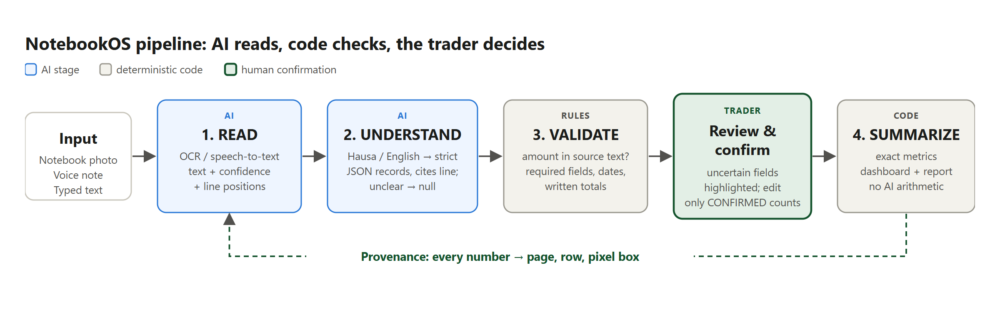 NotebookOS pipeline: AI reads, code checks, the trader decides
AI stage
deterministic code
human confirmation
Input
Notebook photo
Voice note
Typed text
AI
1. READ
OCR / speech-to-text
text + confidence
+ line positions
AI
2. UNDERSTAND
Hausa / English → strict
JSON records, cites line;
unclear → null
RULES
3. VALIDATE
amount in source text?
required fields, dates,
written totals
TRADER
Review &
confirm
uncertain fields
highlighted; edit
only CONFIRMED counts
CODE
4. SUMMARIZE
exact metrics
dashboard + report
no AI arithmetic
Provenance: every number → page, row, pixel box